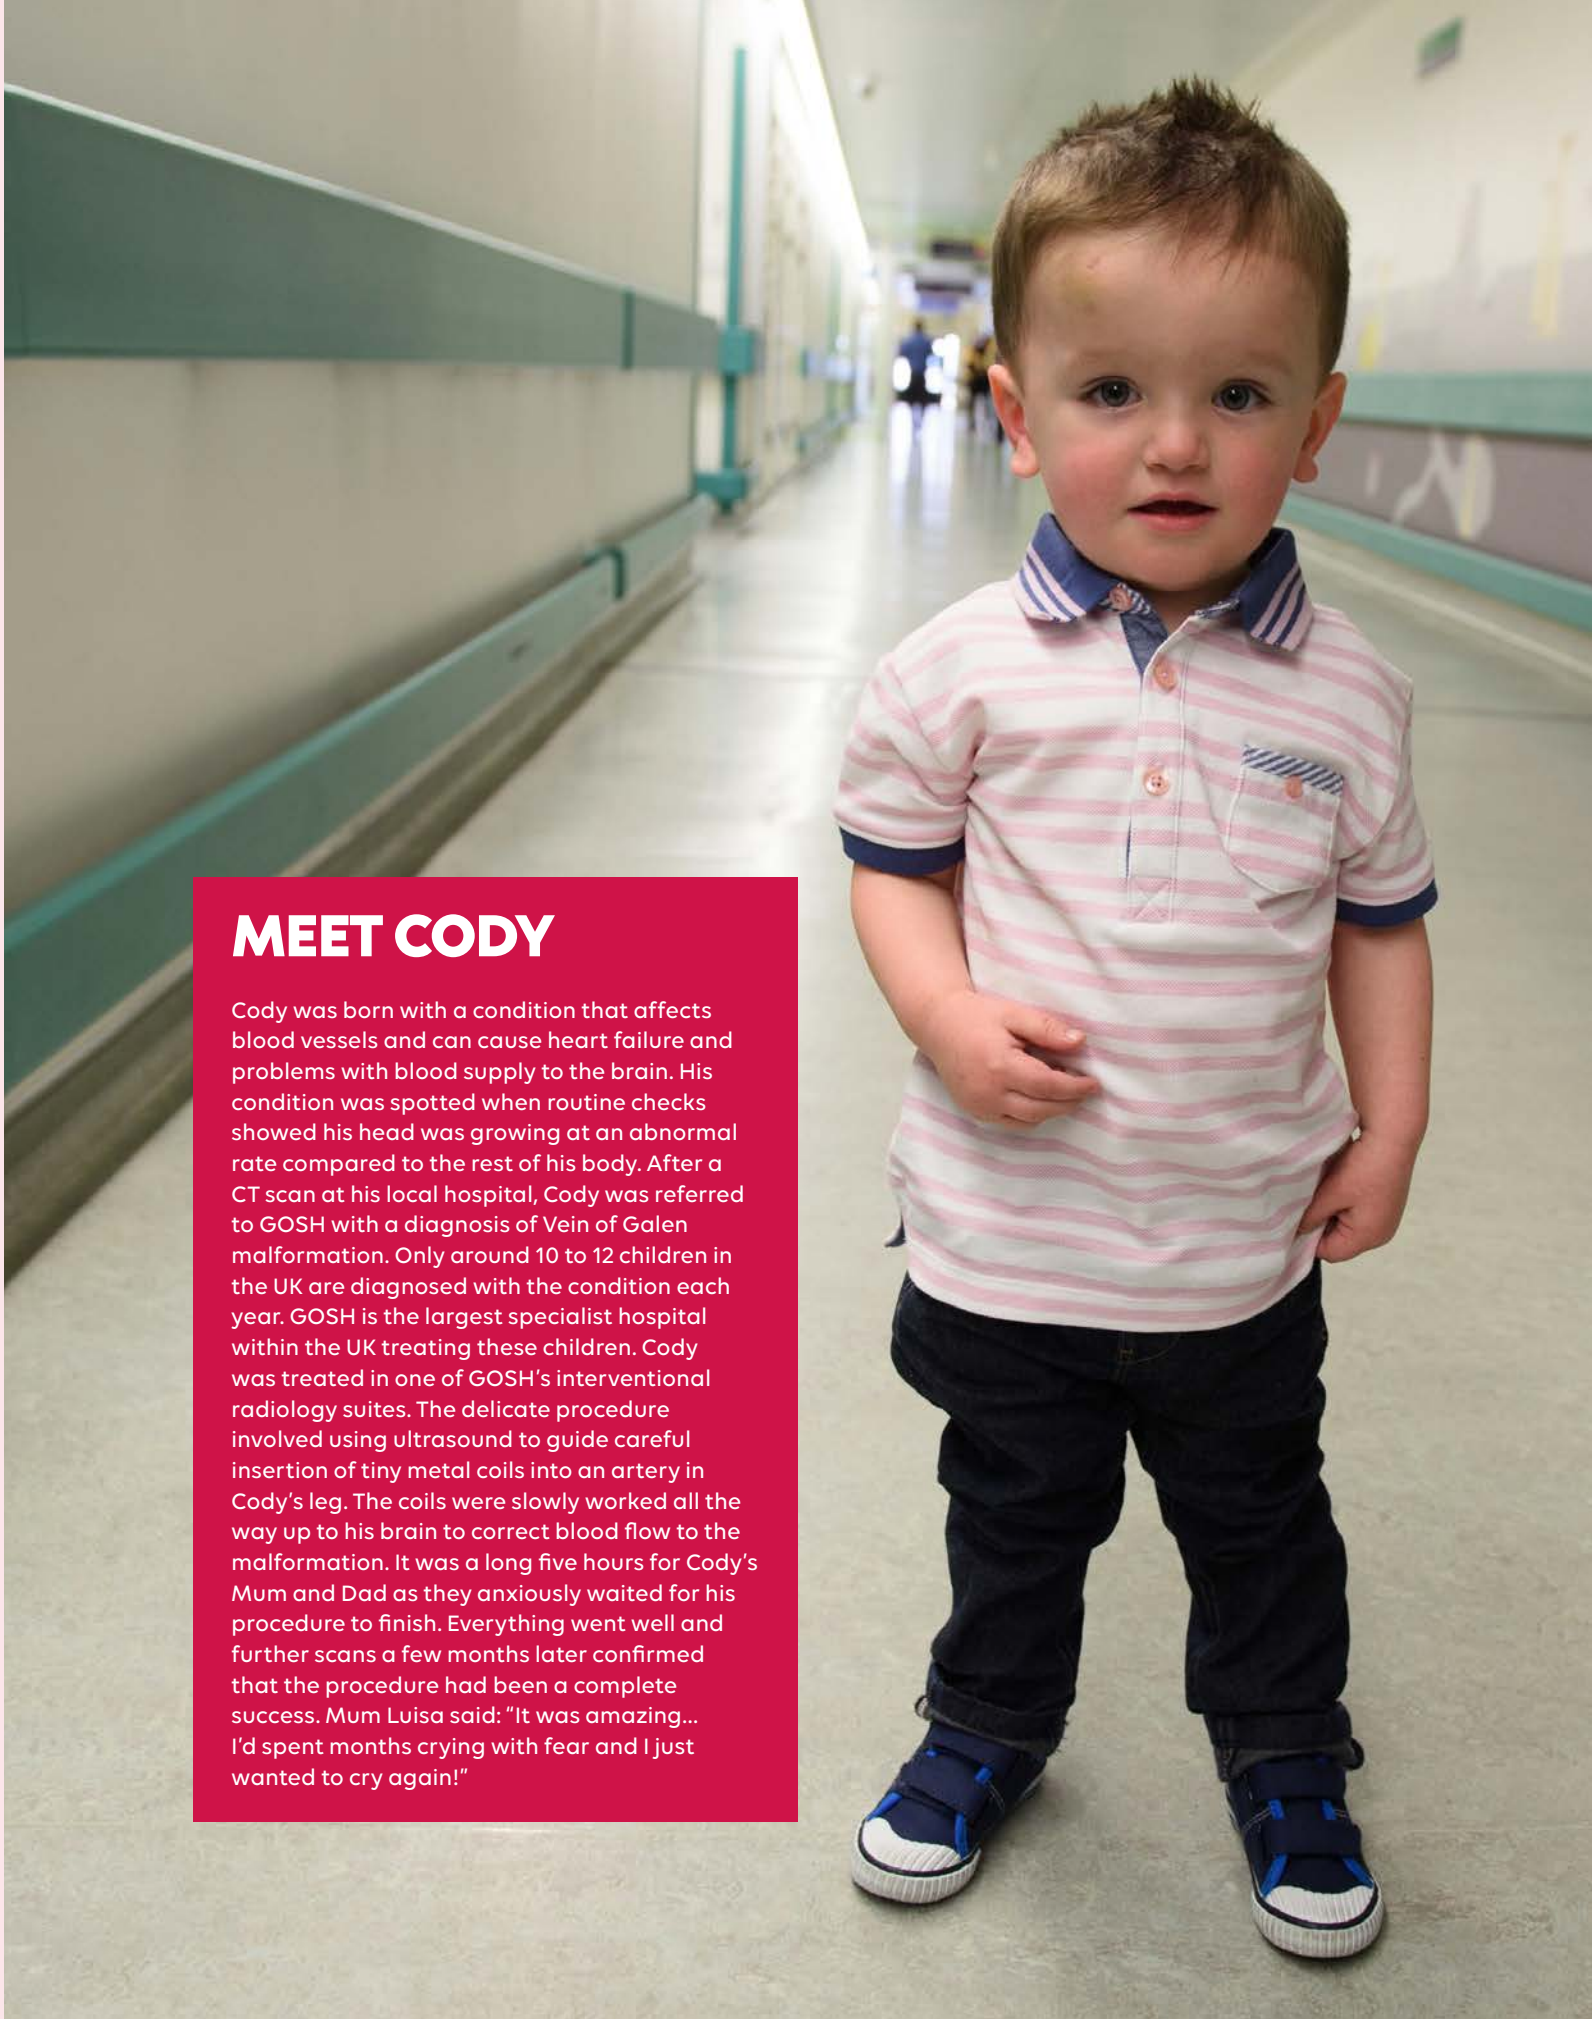 MEET CODY
Cody was born with a condition that affects
blood vessels and can cause heart failure and
problems with blood supply to the brain. His
condition was spotted when routine checks
showed his head was growing at an abnormal
rate compared to the rest of his body. After a
CT scan at his local hospital, Cody was referred
to GOSH with a diagnosis of Vein of Galen
malformation. Only around 10 to 12 children in
the UK are diagnosed with the condition each
year. GOSH is the largest specialist hospital
within the UK treating these children. Cody
was treated in one of GOSH’s interventional
radiology suites. The delicate procedure
involved using ultrasound to guide careful
insertion of tiny metal coils into an artery in
Cody’s leg. The coils were slowly worked all the
way up to his brain to correct blood flow to the
malformation. It was a long five hours for Cody’s
Mum and Dad as they anxiously waited for his
procedure to finish. Everything went well and
further scans a few months later confirmed
that the procedure had been a complete
success. Mum Luisa said: “It was amazing...
I’d spent months crying with fear and I just
wanted to cry again!”